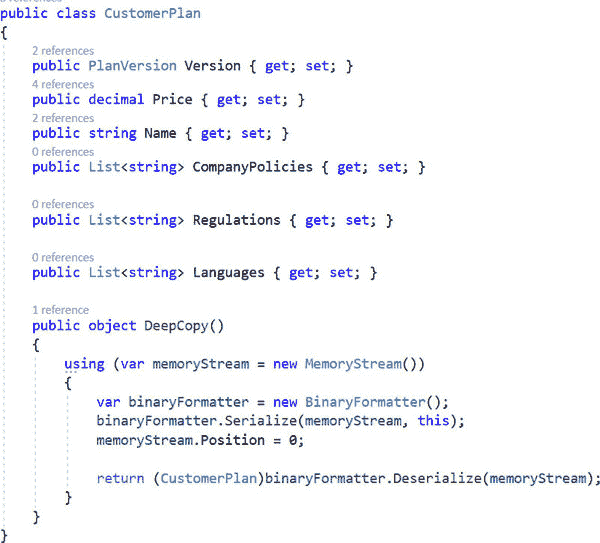 public class CustomerPlan
{
2 references
public PlanVersion Version { get; set; }
4 references
public decimal Price { get; set; }
2 references
public string Name { get; set; }
0 references
public List<string> CompanyPolicies { get; set; }
0 references
public List<string> Regulations { get; set; }
0 references
public List<string> Languages { get; set; }
1 reference
public object DeepCopy()
{
using (var memoryStream = new MemoryStream())
{
var binaryFormatter = new BinaryFormatter();
binaryFormatter.Serialize(memoryStream, this);
memoryStream.Position = 0;
return (CustomerPlan)binaryFormatter.Deserialize(memoryStream);
}
}
}